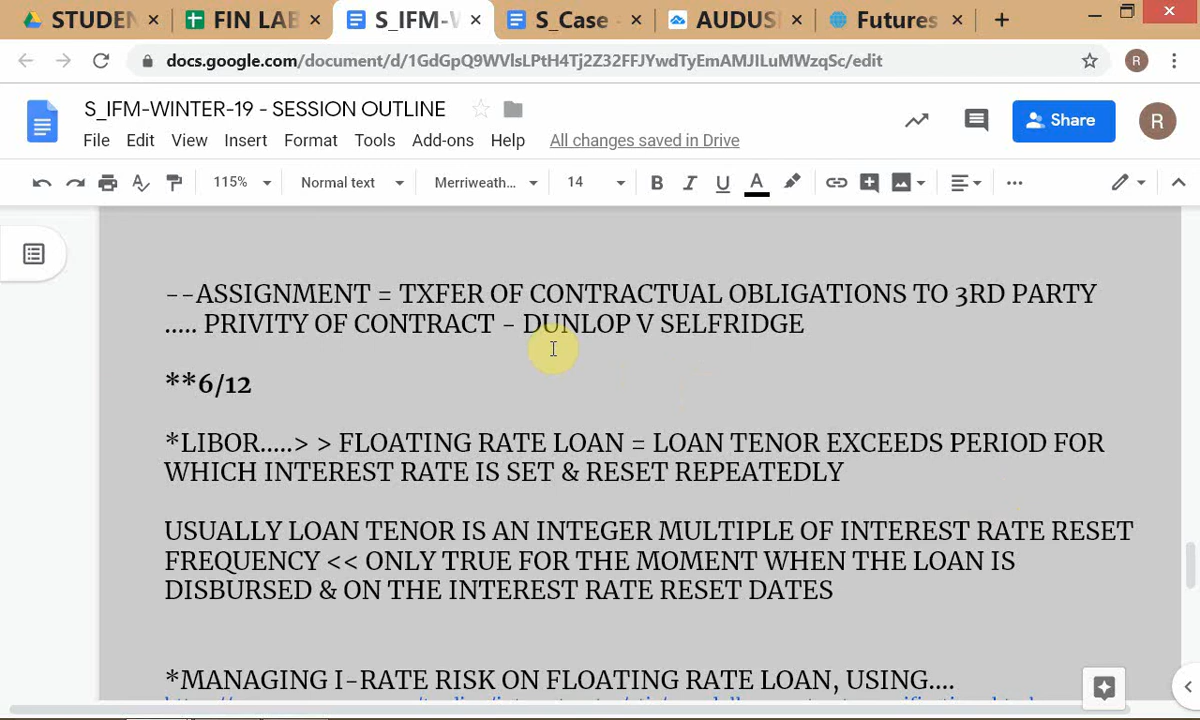 STUDEN
FIN LAB
S_IFM-W
S_Case
AUDUS
Futures
docs.google.com/document/d/1GdGpQ9WVlsLPtH4Tj2Z32FFJYwdTyEmAMJILuMWzqSc/edit
R
S_IFM-WINTER-19 - SESSION OUTLINE
File Edit View Insert Format Tools Add-ons Help All changes saved in Drive
Share
R
115% Normal text Merriweath... 14 B I U A
--ASSIGNMENT = TXFER OF CONTRACTUAL OBLIGATIONS TO 3RD PARTY
..... PRIVITY OF CONTRACT - DUNLOP V SELFRIDGE
**6/12
*LIBOR.....> > FLOATING RATE LOAN = LOAN TENOR EXCEEDS PERIOD FOR
WHICH INTEREST RATE IS SET & RESET REPEATEDLY
USUALLY LOAN TENOR IS AN INTEGER MULTIPLE OF INTEREST RATE RESET
FREQUENCY << ONLY TRUE FOR THE MOMENT WHEN THE LOAN IS
DISBURSED & ON THE INTEREST RATE RESET DATES
*MANAGING I-RATE RISK ON FLOATING RATE LOAN, USING....